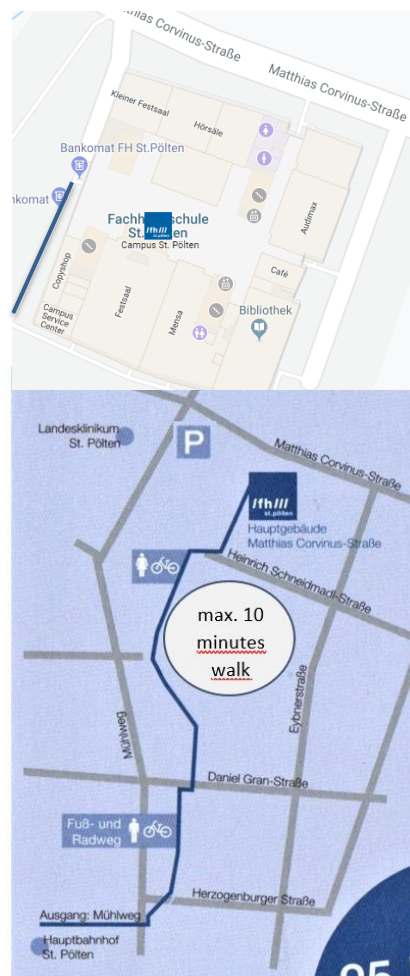 Matthias Corvinus-Straße
Matthias Corvinus-Straße
Kleiner Festsaal
Hörsäle
Bankomat FH St.Pölten
Audimax
Fachh
schule
St.
lten
Campus St. Pölten
Copyshop
Café
Campus
Service
Center
Festsaal
Mensa
Bibliothek
Landesklinikum
St. Pölten
P
Matthias Corvinus-Straße
/fh///
st.pölten
Hauptgebäude
Matthias Corvinus-Straße
Heinrich Schneidmadl-Straße
max. 10
minutes
walk
Eybnerstraße
Mühlweg
Daniel Gran-Straße
Fuß- und
Radweg
Herzogenburger Straße
Ausgang: Mühlweg
Hauptbahnhof
St. Pölten